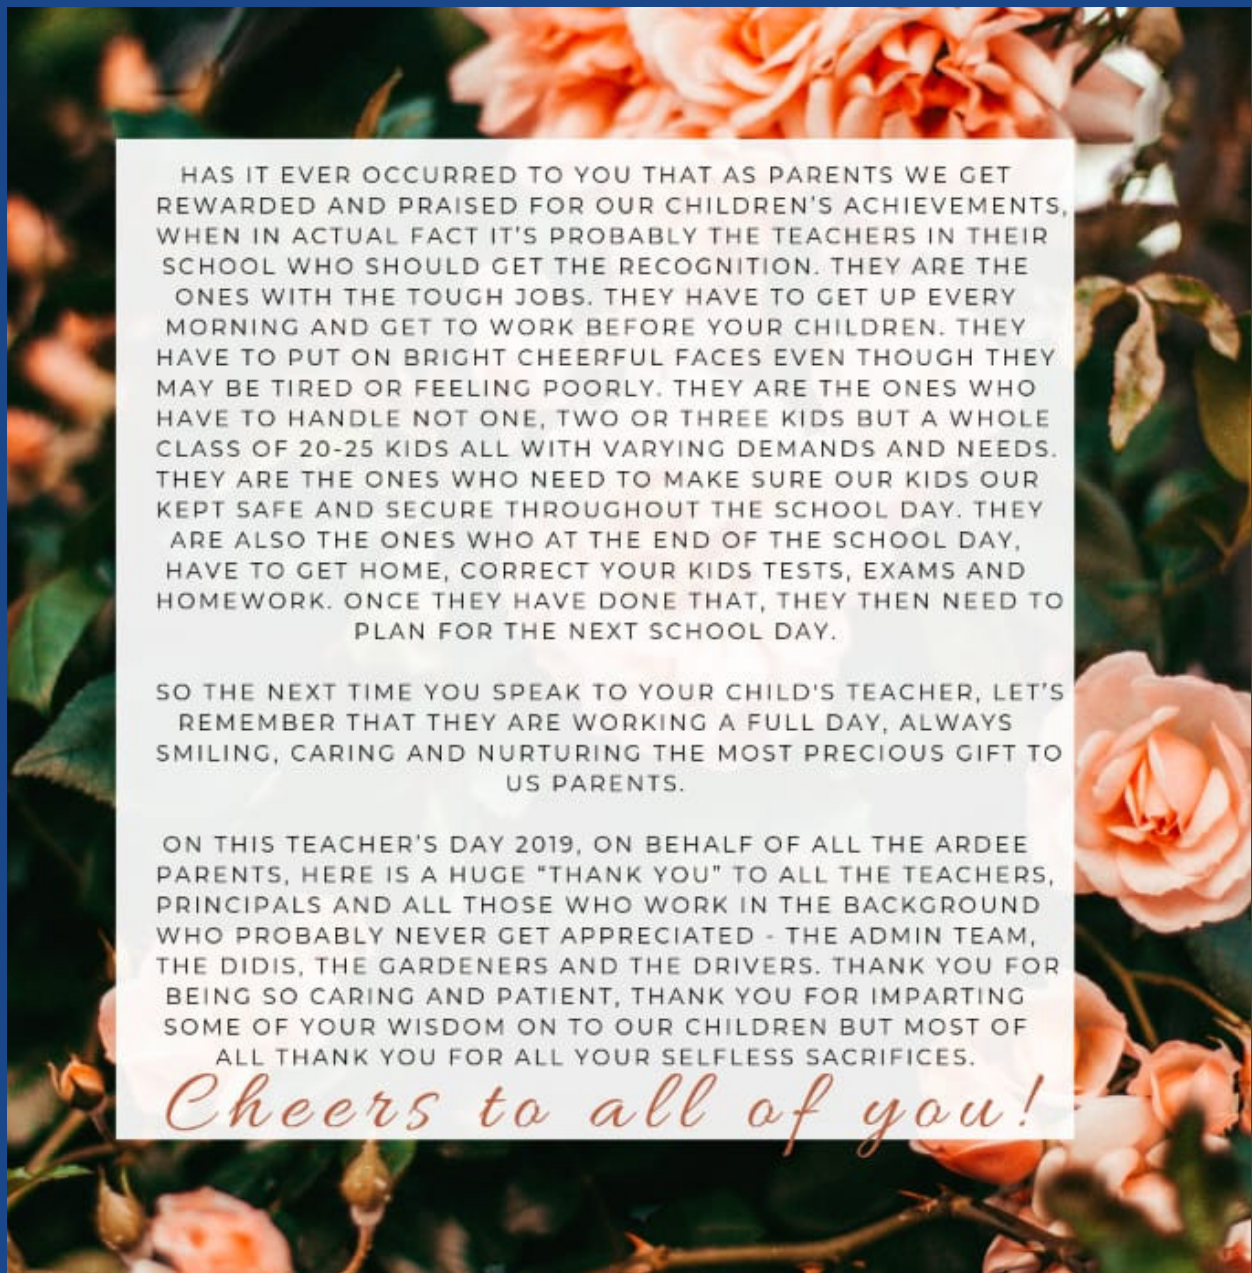 HAS IT EVER OCCURRED TO YOU THAT AS PARENTS WE GET
REWARDED AND PRAISED FOR OUR CHILDREN'S ACHIEVEMENTS,
WHEN IN ACTUAL FACT IT'S PROBABLY THE TEACHERS IN THEIR
SCHOOL WHO SHOULD GET THE RECOGNITION. THEY ARE THE
ONES WITH THE TOUGH JOBS. THEY HAVE TO GET UP EVERY
MORNING AND GET TO WORK BEFORE YOUR CHILDREN. THEY
HAVE TO PUT ON BRIGHT CHEERFUL FACES EVEN THOUGH THEY
MAY BE TIRED OR FEELING POORLY. THEY ARE THE ONES WHO
HAVE TO HANDLE NOT ONE, TWO OR THREE KIDS BUT A WHOLE
CLASS OF 20-25 KIDS ALL WITH VARYING DEMANDS AND NEEDS.
THEY ARE THE ONES WHO NEED TO MAKE SURE OUR KIDS OUR
KEPT SAFE AND SECURE THROUGHOUT THE SCHOOL DAY. THEY
ARE ALSO THE ONES WHO AT THE END OF THE SCHOOL DAY,
HAVE TO GET HOME, CORRECT YOUR KIDS TESTS, EXAMS AND
HOMEWORK. ONCE THEY HAVE DONE THAT, THEY THEN NEED TO
PLAN FOR THE NEXT SCHOOL DAY.
SO THE NEXT TIME YOU SPEAK TO YOUR CHILD'S TEACHER, LET'S
REMEMBER THAT THEY ARE WORKING A FULL DAY, ALWAYS
SMILING, CARING AND NURTURING THE MOST PRECIOUS GIFT TO
US PARENTS.
ON THIS TEACHER'S DAY 2019, ON BEHALF OF ALL THE ARDEE
PARENTS, HERE IS A HUGE "THANK YOU" TO ALL THE TEACHERS,
PRINCIPALS AND ALL THOSE WHO WORK IN THE BACKGROUND
WHO PROBABLY NEVER GET APPRECIATED - THE ADMIN TEAM,
THE DIDIS, THE GARDENERS AND THE DRIVERS. THANK YOU FOR
BEING SO CARING AND PATIENT, THANK YOU FOR IMPARTING
SOME OF YOUR WISDOM ON TO OUR CHILDREN BUT MOST OF
ALL THANK YOU FOR ALL YOUR SELFLESS SACRIFICES.
Cheers to all of you!